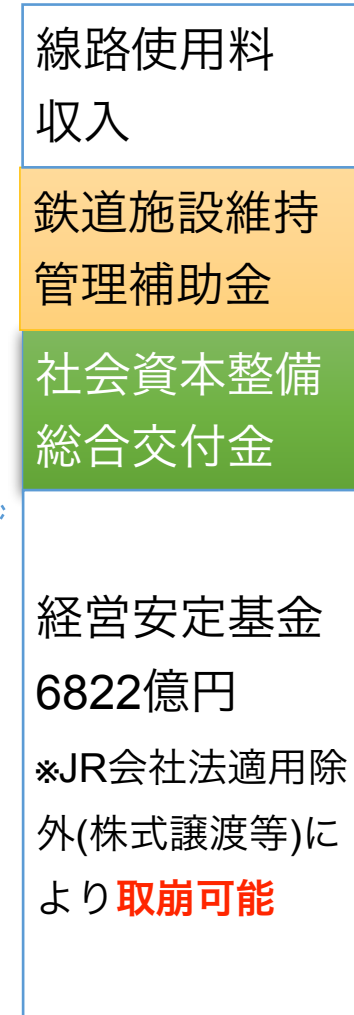 線路使用料
収入
鉄道施設維持
管理補助金
社会資本整備
総合交付金
経営安定基金
6822億円
※JR会社法適用除
外(株式譲渡等)に
より取崩可能